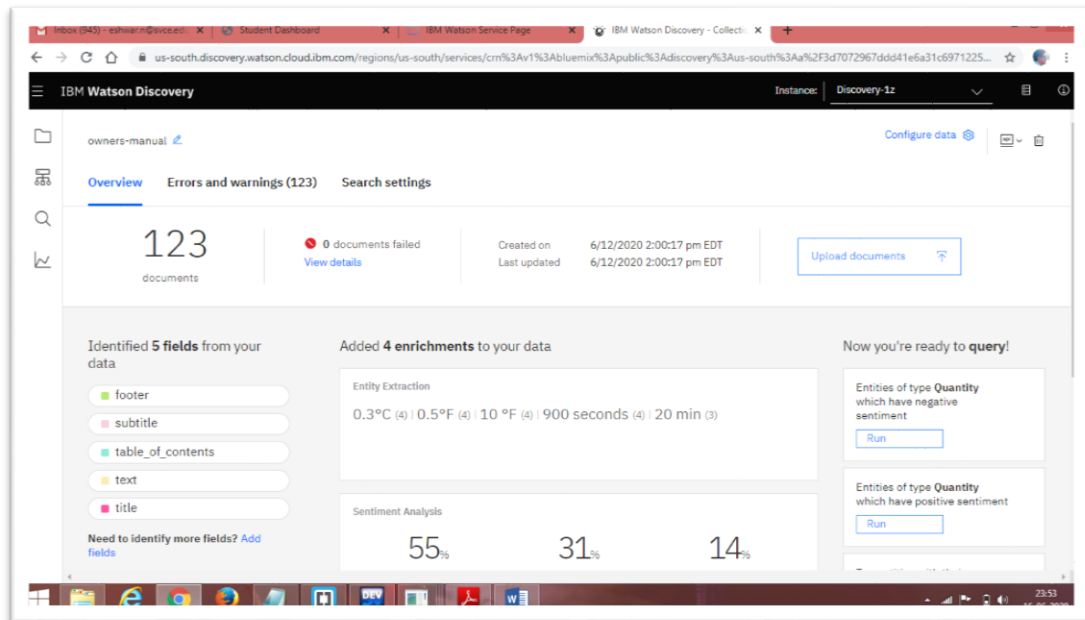 Inbox (945) - eshwar.n@svce.edu. x Student Dashboard x IBM Watson Service Page x IBM Watson Discovery - Collectio x +
us-south.discovery.watson.cloud.ibm.com/regions/us-south/services/crn%3Av1%3Abluemix%3Apublic%3Adiscovery%3Aus-south%3Aa%2F3d7072967ddd41e6a31c6971225...
IBM Watson Discovery
Instance: Discovery-1z
owners-manual
Configure data
Overview Errors and warnings (123) Search settings
123
documents
0 documents failed
View details
Created on 6/12/2020 2:00:17 pm EDT
Last updated 6/12/2020 2:00:17 pm EDT
Upload documents
Identified 5 fields from your
data
footer
subtitle
table_of_contents
text
title
Need to identify more fields? Add
fields
Added 4 enrichments to your data
Entity Extraction
0.3°C (4) | 0.5°F (4) | 10 °F (4) | 900 seconds (4) | 20 min (3)
Sentiment Analysis
55% 31% 14%
Now you're ready to query!
Entities of type Quantity
which have negative
sentiment
Run
Entities of type Quantity
which have positive sentiment
Run
DEV
23:53